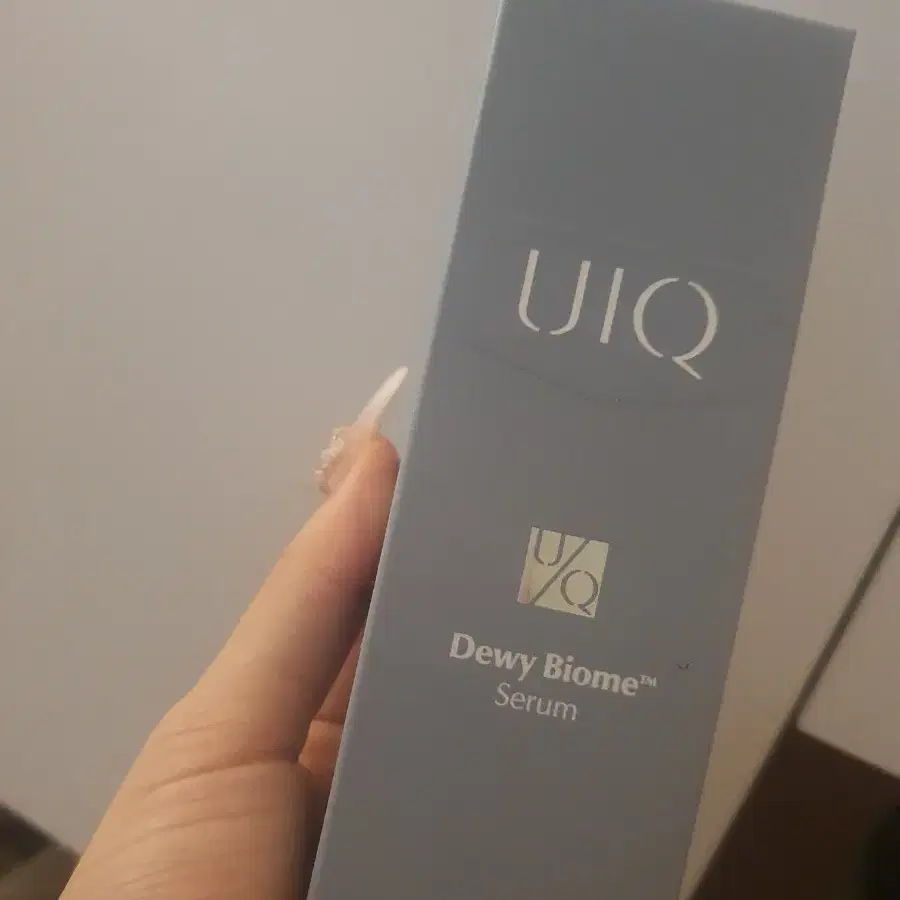 UIQ
U/Q
Dewy Biome™
Serum